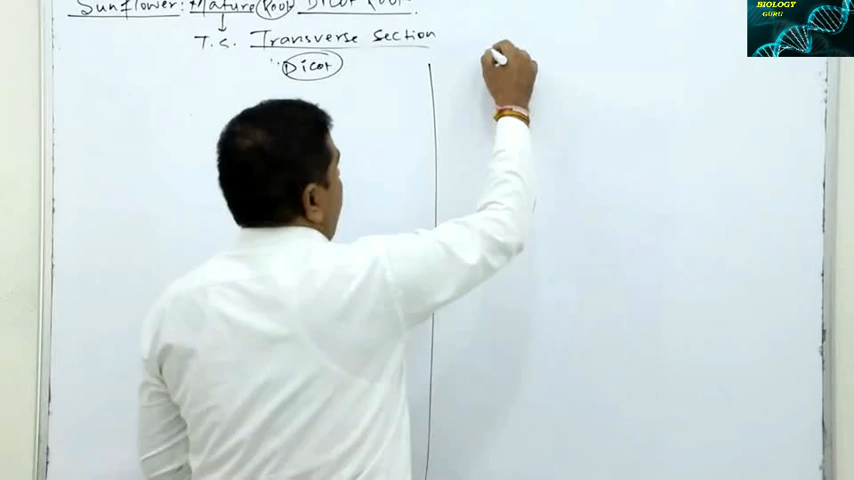 Sunflower: Mature Root Dicot Root.
T.S. Transverse Section
∵ Dicot
BIOLOGY
GURU